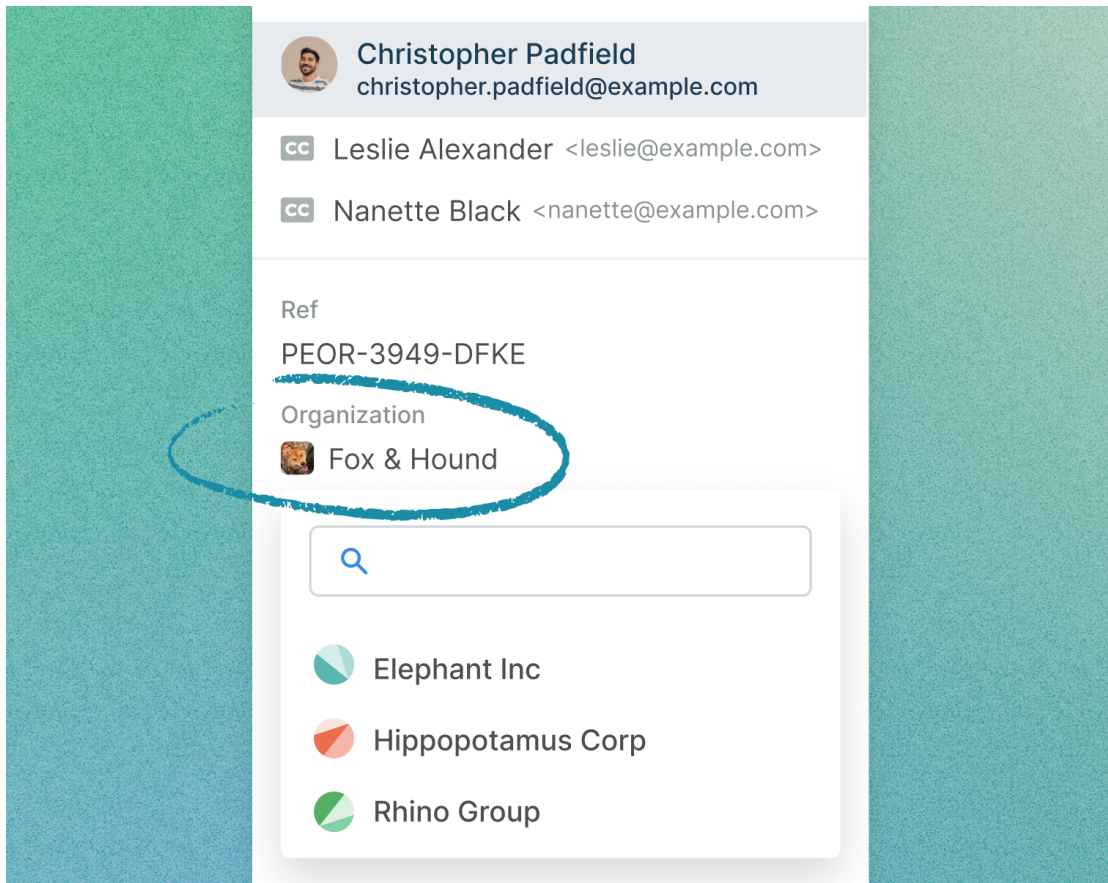 Christopher Padfield
christopher.padfield@example.com
CC Leslie Alexander <leslie@example.com>
CC Nanette Black <nanette@example.com>
Ref
PEOR-3949-DFKE
Organization
Fox & Hound
Elephant Inc
Hippopotamus Corp
Rhino Group